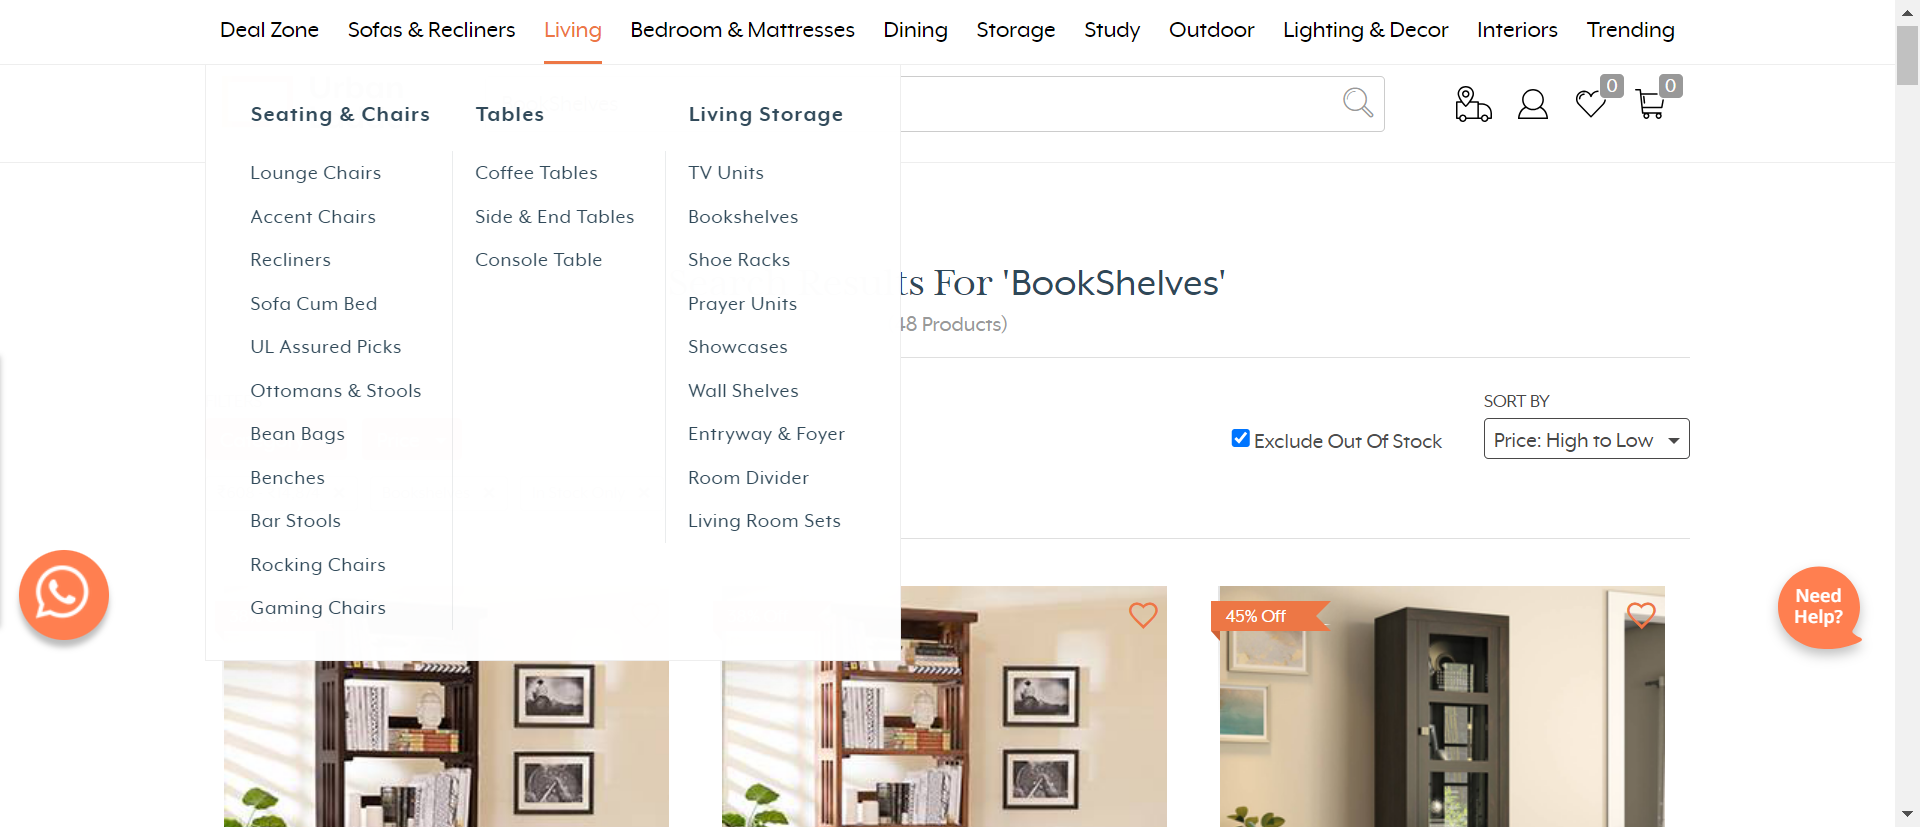 Deal Zone Sofas & Recliners Living Bedroom & Mattresses Dining Storage Study Outdoor Lighting & Decor Interiors Trending
0 0
Seating & Chairs Tables Living Storage
Lounge Chairs Coffee Tables TV Units
Accent Chairs Side & End Tables Bookshelves
Recliners Console Table Shoe Racks
ts For 'BookShelves'
Sofa Cum Bed Prayer Units
48 Products)
UL Assured Picks Showcases
Ottomans & Stools Wall Shelves
SORT BY
Bean Bags Entryway & Foyer
Exclude Out Of Stock Price: High to Low
Benches Room Divider
Bar Stools Living Room Sets
Rocking Chairs
Gaming Chairs
45% Off
Need
Help?